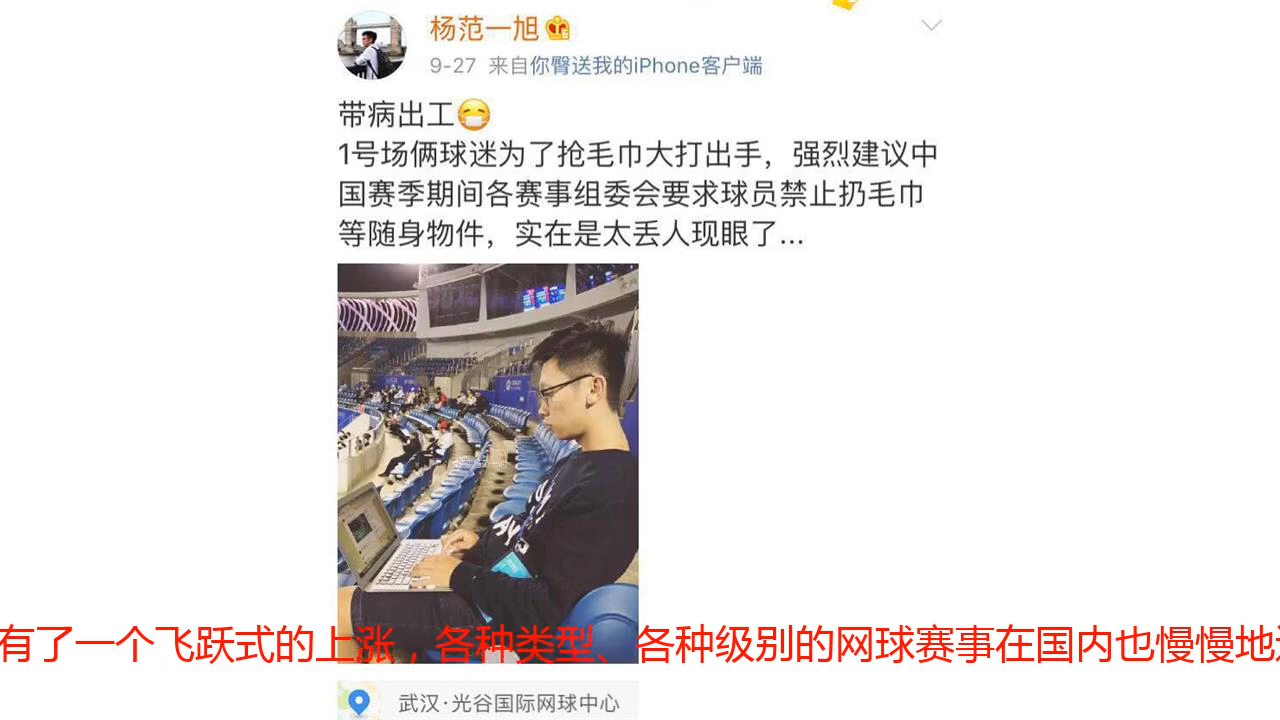 杨范一旭
9-27 来自你臀送我的iPhone客户端
带病出工
1号场俩球迷为了抢毛巾大打出手，强烈建议中
国赛季期间各赛事组委会要求球员禁止扔毛巾
等随身物件，实在是太丢人现眼了...
有了一个飞跃式的上涨，各种类型、各种级别的网球赛事在国内也慢慢地
武汉·光谷国际网球中心